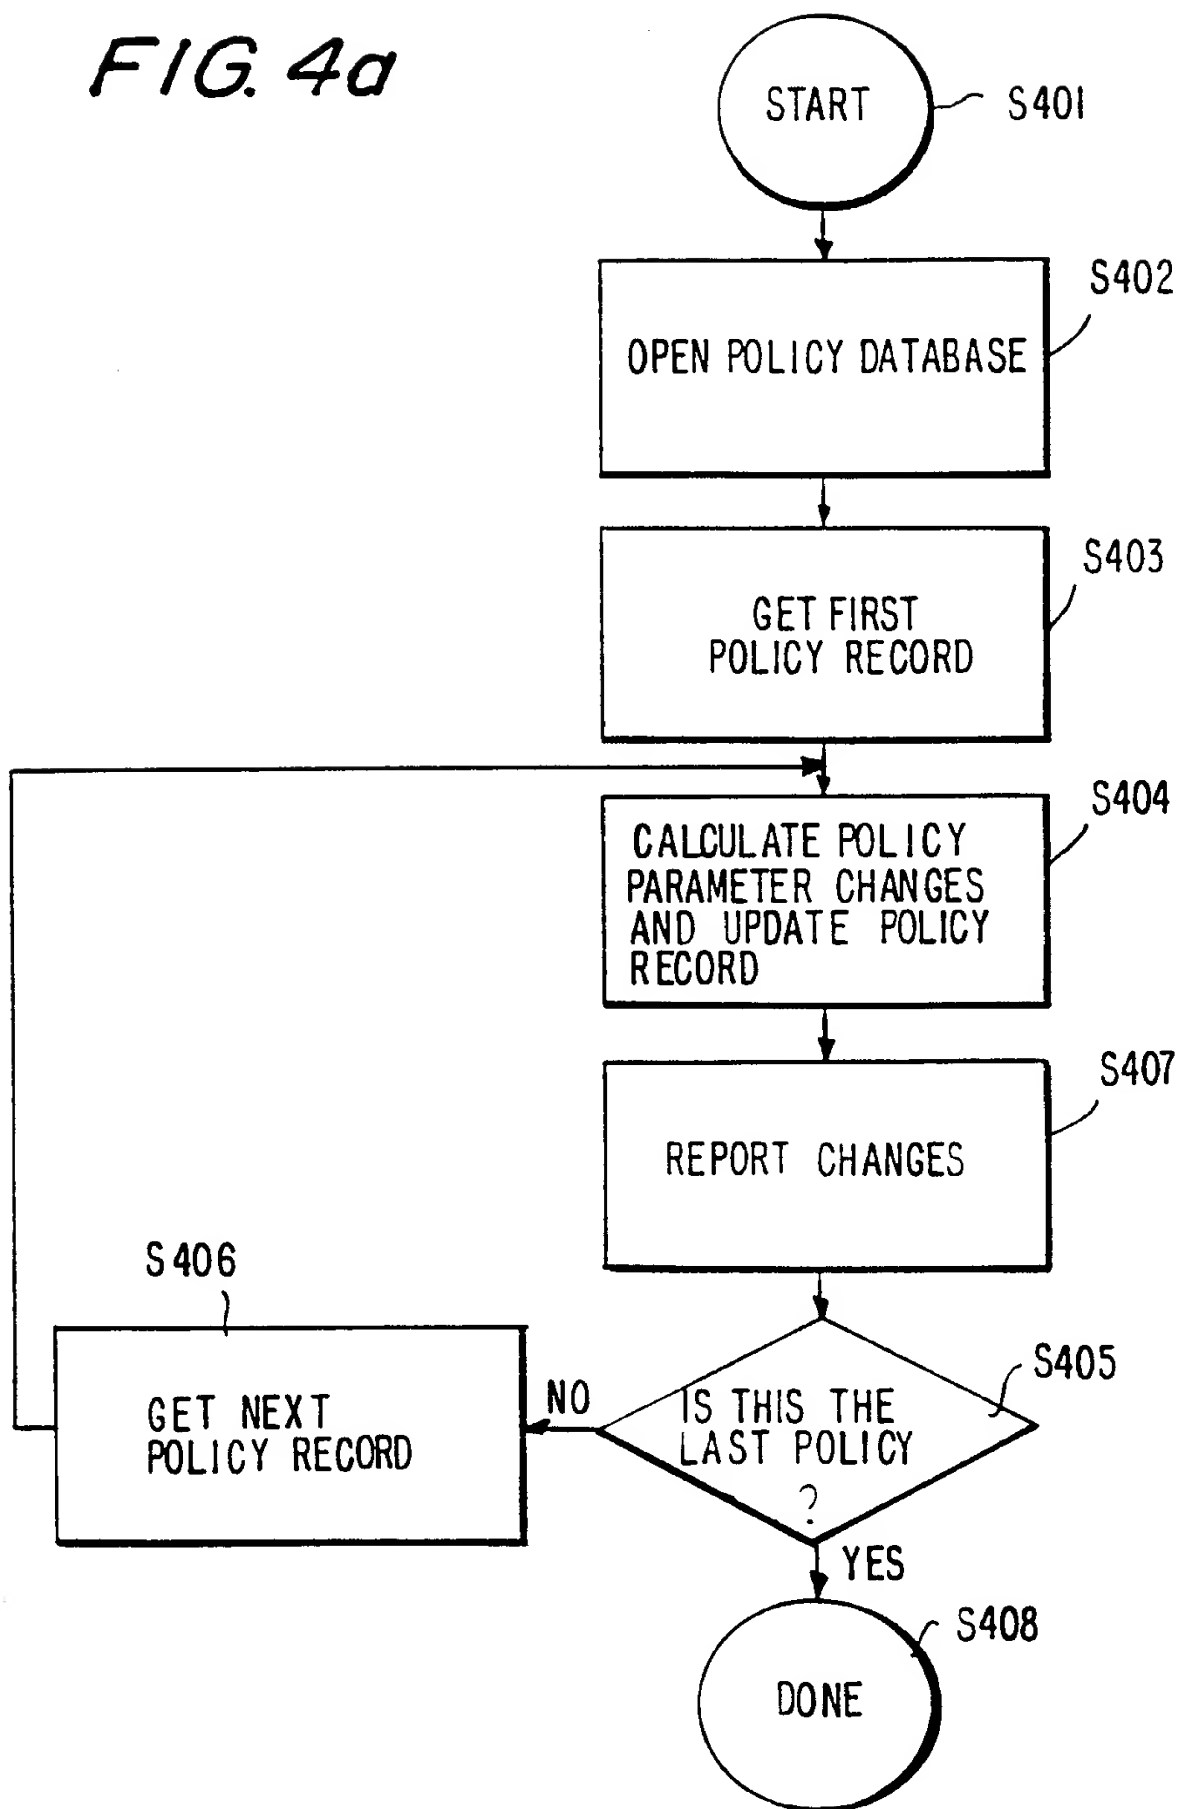 FIG. 4a
START
S401
S402
OPEN POLICY DATABASE
S403
GET FIRST
POLICY RECORD
S404
CALCULATE POLICY
PARAMETER CHANGES
AND UPDATE POLICY
RECORD
S407
REPORT CHANGES
S406
GET NEXT
POLICY RECORD
NO
S405
IS THIS THE
LAST POLICY
?
YES
S408
DONE